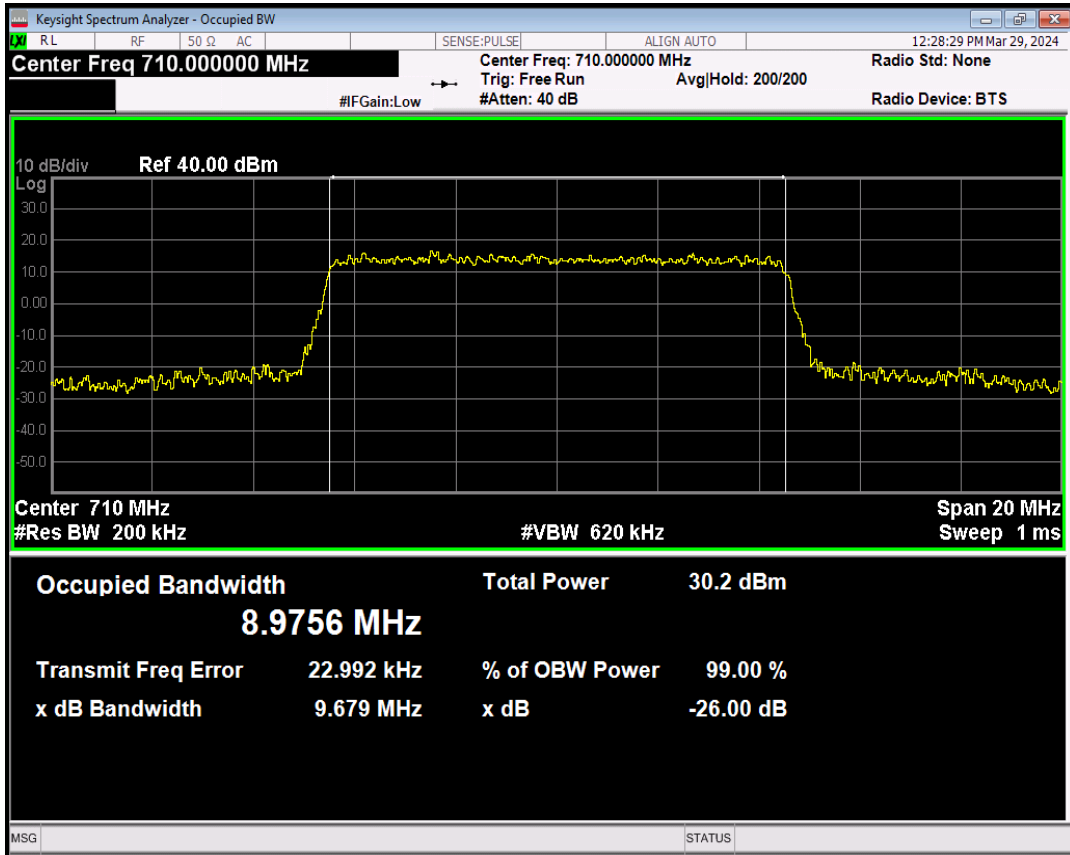 Keysight Spectrum Analyzer - Occupied BW
LXI RL RF 50 Ω AC SENSE:PULSE ALIGN AUTO 12:28:29 PM Mar 29, 2024
Center Freq 710.000000 MHz
Center Freq: 710.000000 MHz Radio Std: None
Trig: Free Run Avg|Hold: 200/200
#IFGain:Low #Atten: 40 dB Radio Device: BTS
10 dB/div Ref 40.00 dBm
Log
30.0
20.0
10.0
0.00
-10.0
-20.0
-30.0
-40.0
-50.0
Center 710 MHz Span 20 MHz
#Res BW 200 kHz #VBW 620 kHz Sweep 1 ms
Occupied Bandwidth Total Power 30.2 dBm
8.9756 MHz
Transmit Freq Error 22.992 kHz % of OBW Power 99.00 %
x dB Bandwidth 9.679 MHz x dB -26.00 dB
MSG STATUS